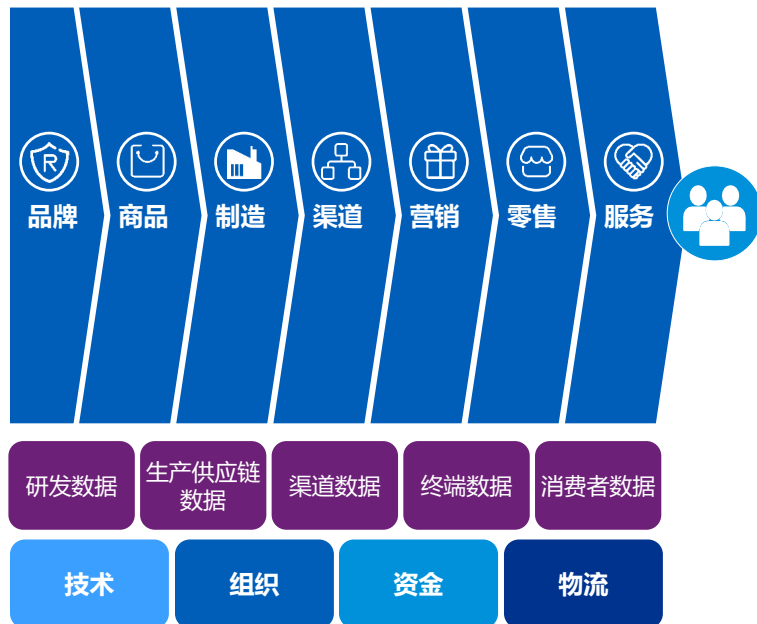 R
品牌
商品
制造
渠道
营销
零售
服务
研发数据
生产供应链
数据
渠道数据
终端数据
消费者数据
技术
组织
资金
物流